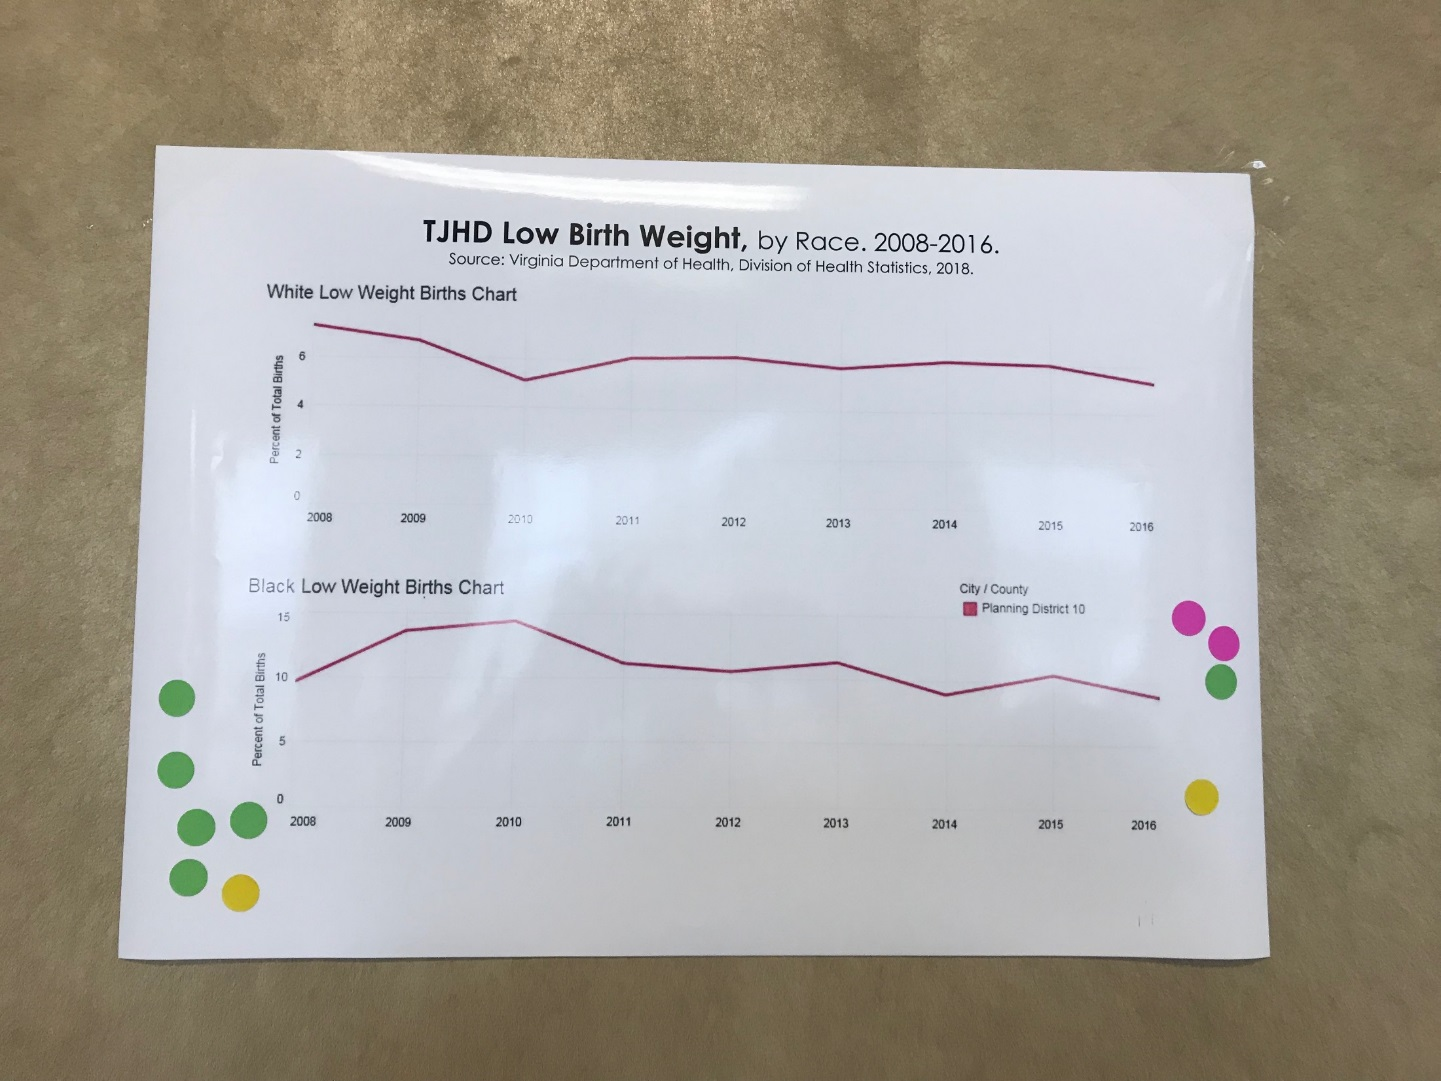 TJHD Low Birth Weight, by Race. 2008-2016.
Source: Virginia Department of Health, Division of Health Statistics, 2018.
White Low Weight Births Chart
Percent of Total Births
6
4
2
0
2008 2009 2010 2011 2012 2013 2014 2015 2016
Black Low Weight Births Chart
City / County
Planning District 10
Percent of Total Births
15
10
5
0
2008 2009 2010 2011 2012 2013 2014 2015 2016